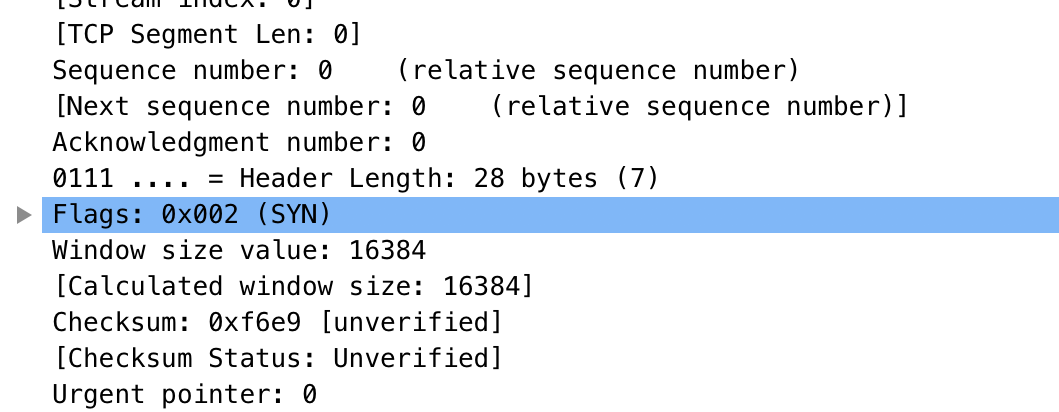 [Stream index: 0]
[TCP Segment Len: 0]
Sequence number: 0    (relative sequence number)
[Next sequence number: 0    (relative sequence number)]
Acknowledgment number: 0
0111 .... = Header Length: 28 bytes (7)
Flags: 0x002 (SYN)
Window size value: 16384
[Calculated window size: 16384]
Checksum: 0xf6e9 [unverified]
[Checksum Status: Unverified]
Urgent pointer: 0